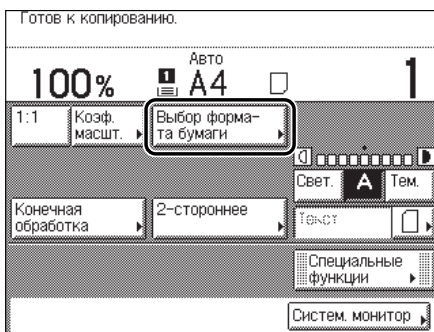 Готов к копированию.
Авто
100% 1 A4 1
1:1 Коэф. масшт. Выбор форма-
та бумаги
Свет. A Тем.
Конечная обработка 2-стороннее Текст
Специальные
функции
Систем. монитор